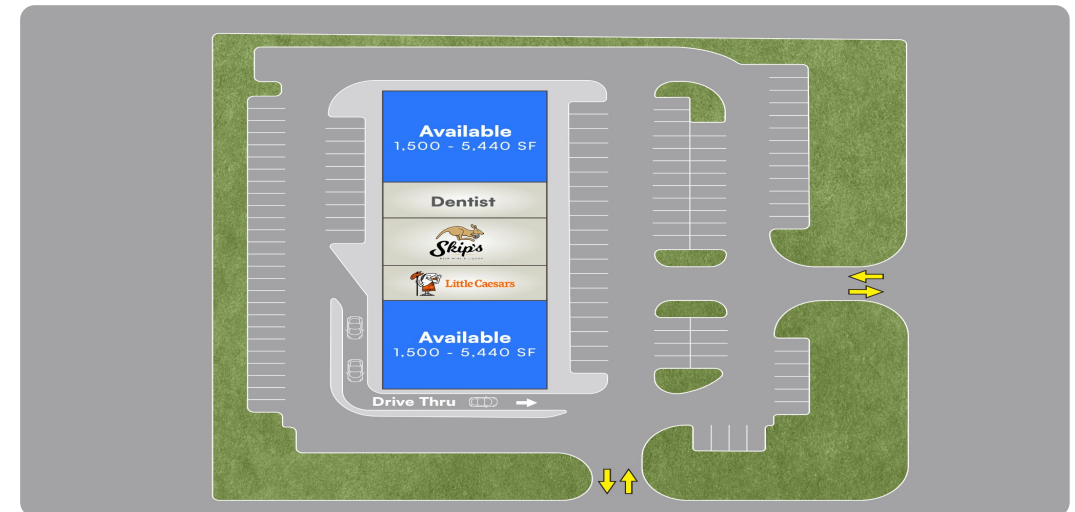 Available
1,500 - 5,440 SF
Dentist
Skip's
Little Caesars
Available
1,500 - 5,440 SF
Drive Thru